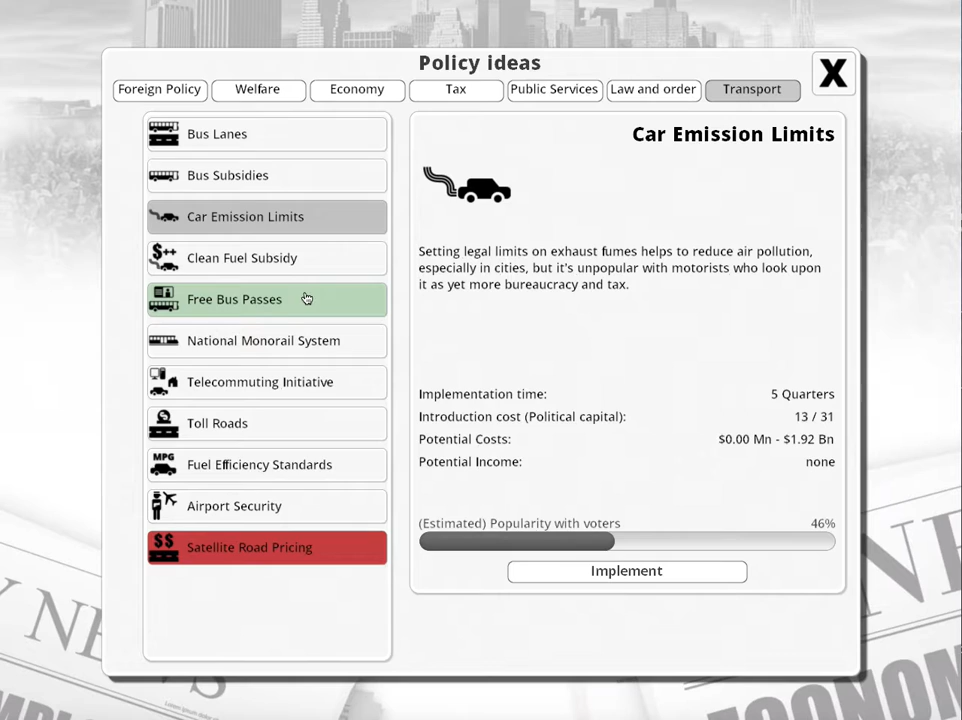 Policy ideas
X
Foreign Policy
Welfare
Economy
Tax
Public Services
Law and order
Transport
Bus Lanes
Bus Subsidies
Car Emission Limits
$++
Clean Fuel Subsidy
Free Bus Passes
National Monorail System
Telecommuting Initiative
Toll Roads
MPG
Fuel Efficiency Standards
Airport Security
$$
Satellite Road Pricing
Car Emission Limits
Setting legal limits on exhaust fumes helps to reduce air pollution,
especially in cities, but it's unpopular with motorists who look upon
it as yet more bureaucracy and tax.
Implementation time: 5 Quarters
Introduction cost (Political capital): 13 / 31
Potential Costs: $0.00 Mn - $1.92 Bn
Potential Income: none
(Estimated) Popularity with voters 46%
Implement